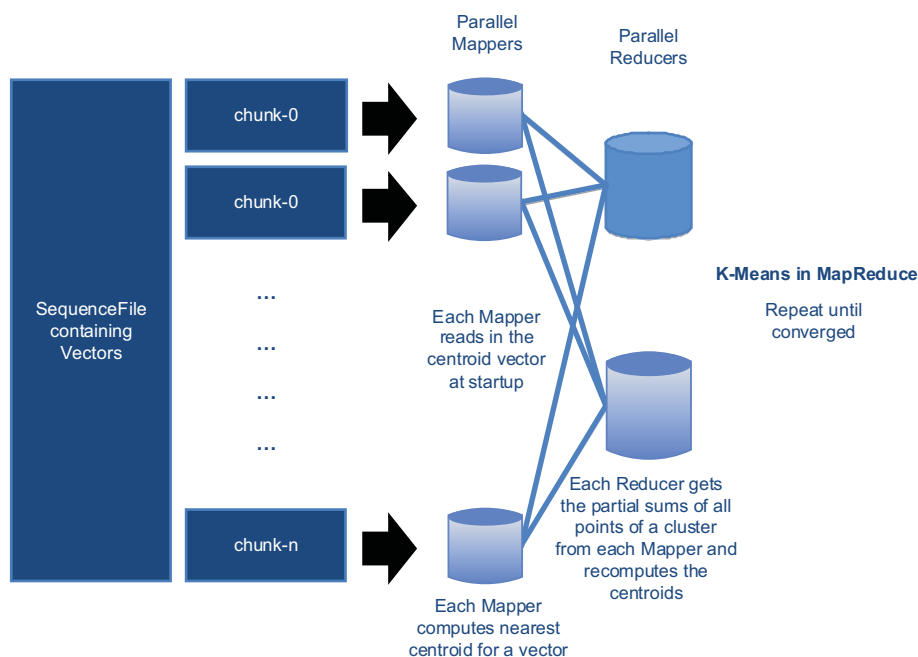 Parallel
Mappers
Parallel
Reducers
chunk-0
chunk-0
SequenceFile
containing
Vectors
...
...
...
...
Each Mapper
reads in the
centroid vector
at startup
K-Means in MapReduce
Repeat until
converged
chunk-n
Each Reducer gets
the partial sums of all
points of a cluster
from each Mapper and
recomputes the
centroids
Each Mapper
computes nearest
centroid for a vector